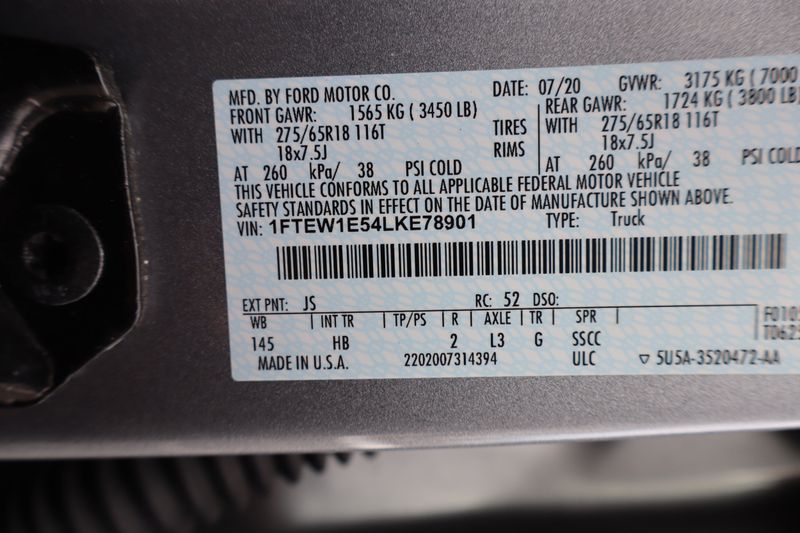 MFD. BY FORD MOTOR CO. DATE: 07/20 GVWR: 3175 KG ( 7000
FRONT GAWR: 1565 KG ( 3450 LB) REAR GAWR: 1724 KG ( 3800 LB)
WITH 275/65R18 116T TIRES WITH 275/65R18 116T
18x7.5J RIMS 18x7.5J
AT 260 kPa/ 38 PSI COLD AT 260 kPa/ 38 PSI COLD
THIS VEHICLE CONFORMS TO ALL APPLICABLE FEDERAL MOTOR VEHICLE
SAFETY STANDARDS IN EFFECT ON THE DATE OF MANUFACTURE SHOWN ABOVE.
VIN: 1FTEW1E54LKE78901 TYPE: Truck
EXT PNT: JS RC: 52 DSO:
WB | INT TR | TP/PS | R | AXLE | TR | SPR
145 HB 2 L3 G SSCC
MADE IN U.S.A. 2202007314394 ULC ▽ 5U5A-3520472-AA